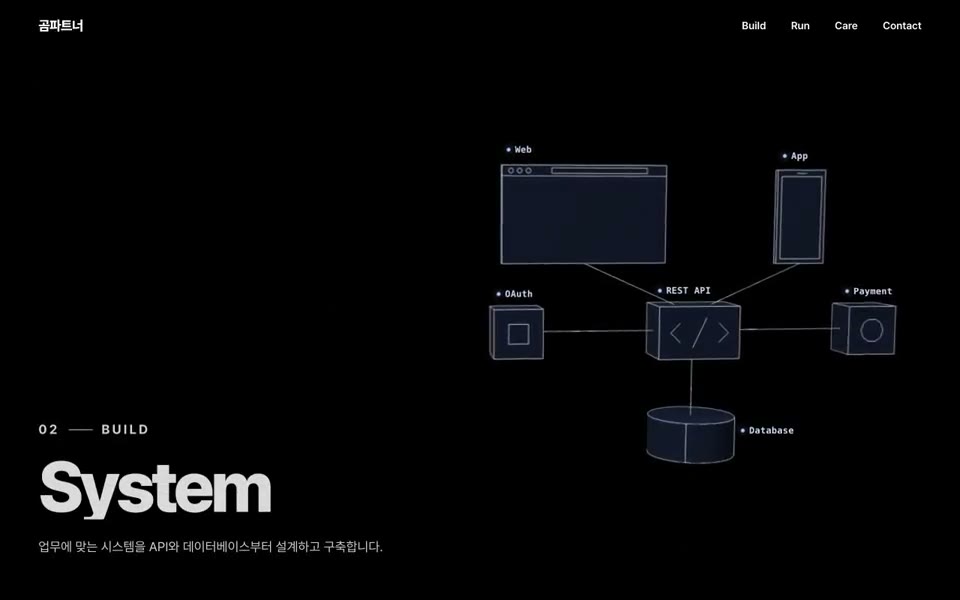 곰파트너
Build Run Care Contact
Web
App
OAuth
REST API
Payment
Database
02 — BUILD
System
업무에 맞는 시스템을 API와 데이터베이스부터 설계하고 구축합니다.